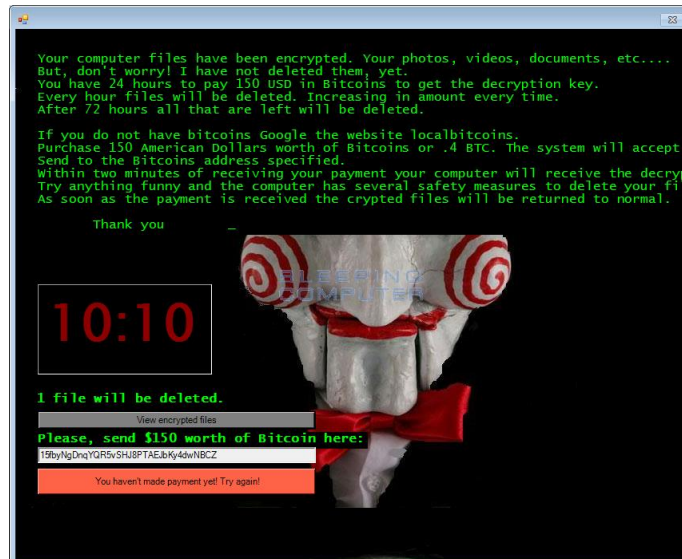 Your computer files have been encrypted. Your photos, videos, documents, etc....
But, don't worry! I have not deleted them, yet.
You have 24 hours to pay 150 USD in Bitcoins to get the decryption key.
Every hour files will be deleted. Increasing in amount every time.
After 72 hours all that are left will be deleted.
If you do not have bitcoins Google the website localbitcoins.
Purchase 150 American Dollars worth of Bitcoins or .4 BTC. The system will accept
Send to the Bitcoins address specified.
Within two minutes of receiving your payment your computer will receive the decryp
Try anything funny and the computer has several safety measures to delete your fi
As soon as the payment is received the crypted files will be returned to normal.
Thank you _
BLEEPING
COMPUTER
10:10
1 file will be deleted.
View encrypted files
Please, send $150 worth of Bitcoin here:
15fbyNgDnqYQR5vSHJ8PTAEJbKy4dwNBCZ
You haven't made payment yet! Try again!